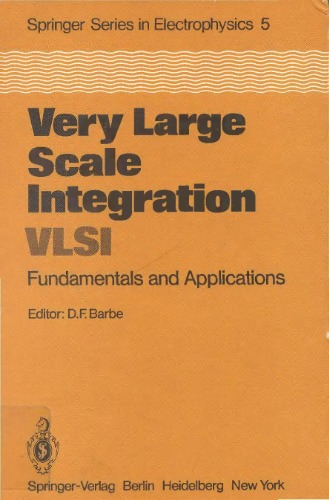 Springer Series in Electrophysics 5
Very Large
Scale
Integration
VLSI
Fundamentals and Applications
Editor: D.F. Barbe
Springer-Verlag Berlin Heidelberg New York